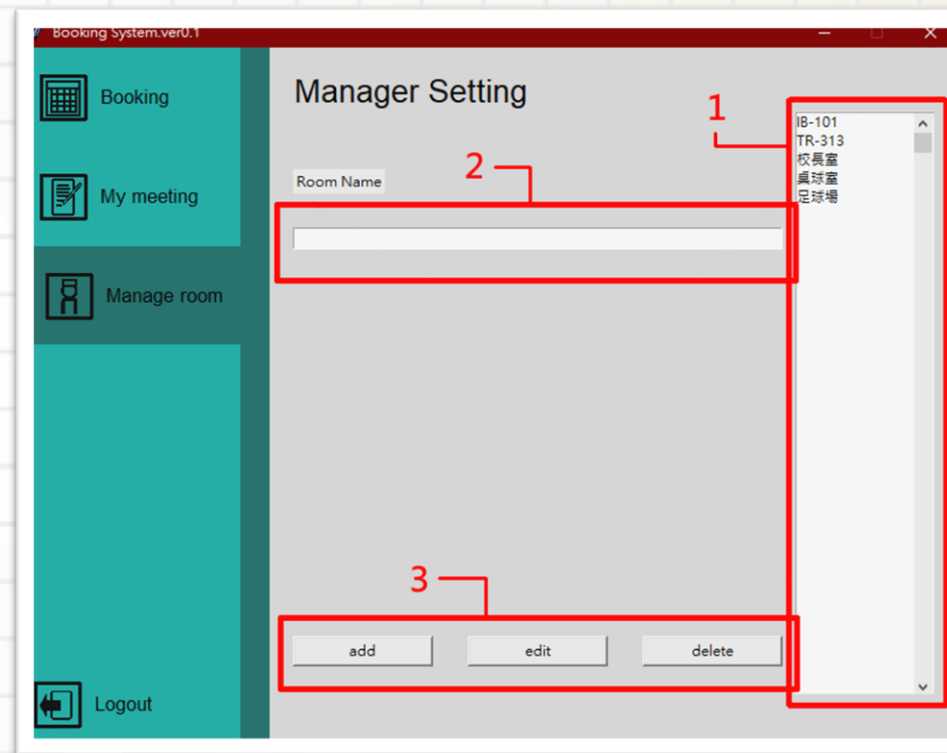 Booking System.ver0.1
Booking
My meeting
Manage room
Logout
Manager Setting
Room Name
1
2
3
IB-101
TR-313
校長室
桌球室
足球場
add
edit
delete